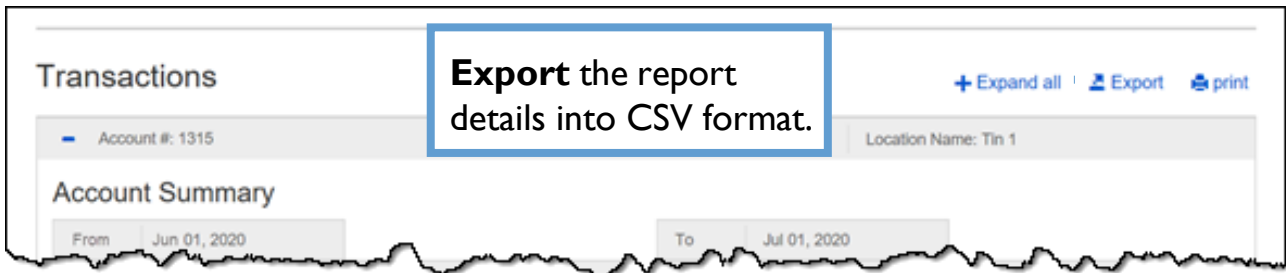 Transactions
Export the report
details into CSV format.
+ Expand all Export print
− Account #: 1315 Location Name: Tin 1
Account Summary
From Jun 01, 2020 To Jul 01, 2020